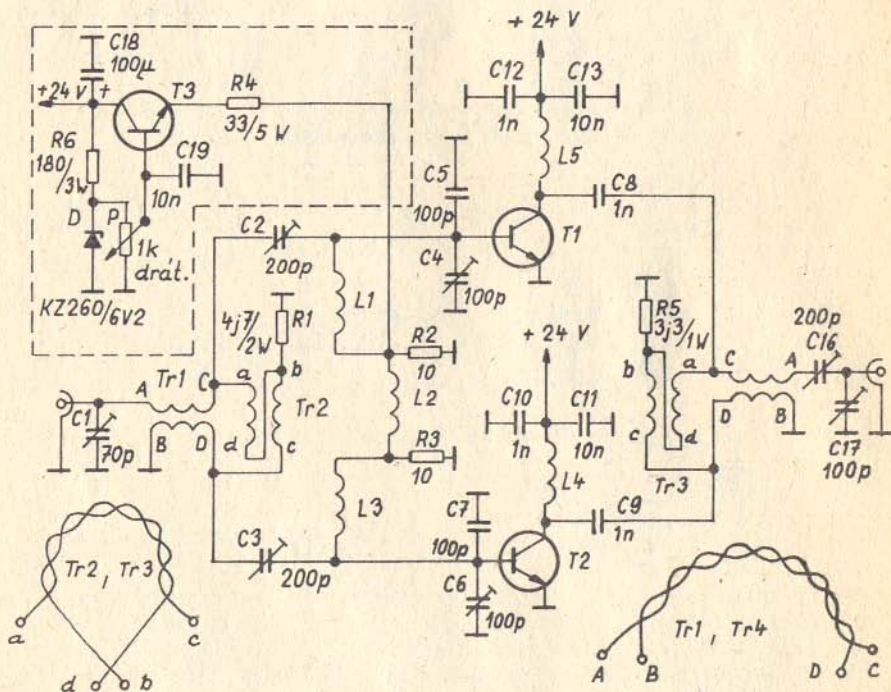 C18
100µ
+24 V
+
T3
R4
33/5 W
R6
180/3W
C19
10n
D
P
1k
drát.
KZ260/6V2
+ 24 V
C12
1n
C13
10n
L5
C5
100p
C8
1n
C2
200p
C4
100p
T1
L1
4j7/2W
R1
R2
10
L2
R3
10
L3
+ 24 V
C10
1n
C11
10n
L4
R5
3j3/1W
200p
C16
A
Tr1
C
a
b
B
D
d
c
Tr2
C1
70p
b
a
C
A
c
d
D
B
Tr3
C17
100p
C3
200p
C7
100p
C6
100p
C9
1n
T2
Tr2, Tr3
a
c
d
b
Tr1, Tr4
A
B
D
C